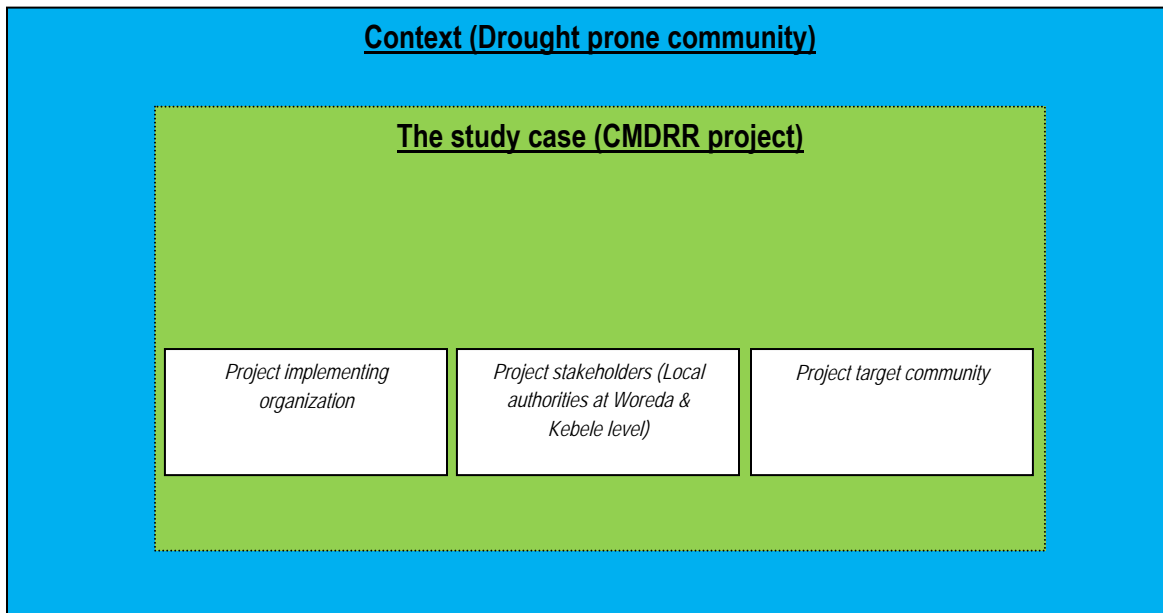 Context (Drought prone community)
The study case (CMDRR project)
Project implementing
organization
Project stakeholders (Local
authorities at Woreda &
Kebele level)
Project target community